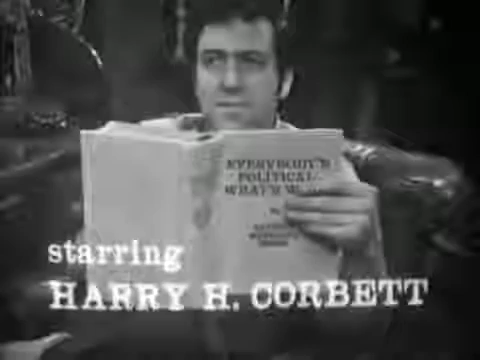 EVERYBODY'S
POLITICAL
WHAT'S
starring
HARRY H. CORBETT